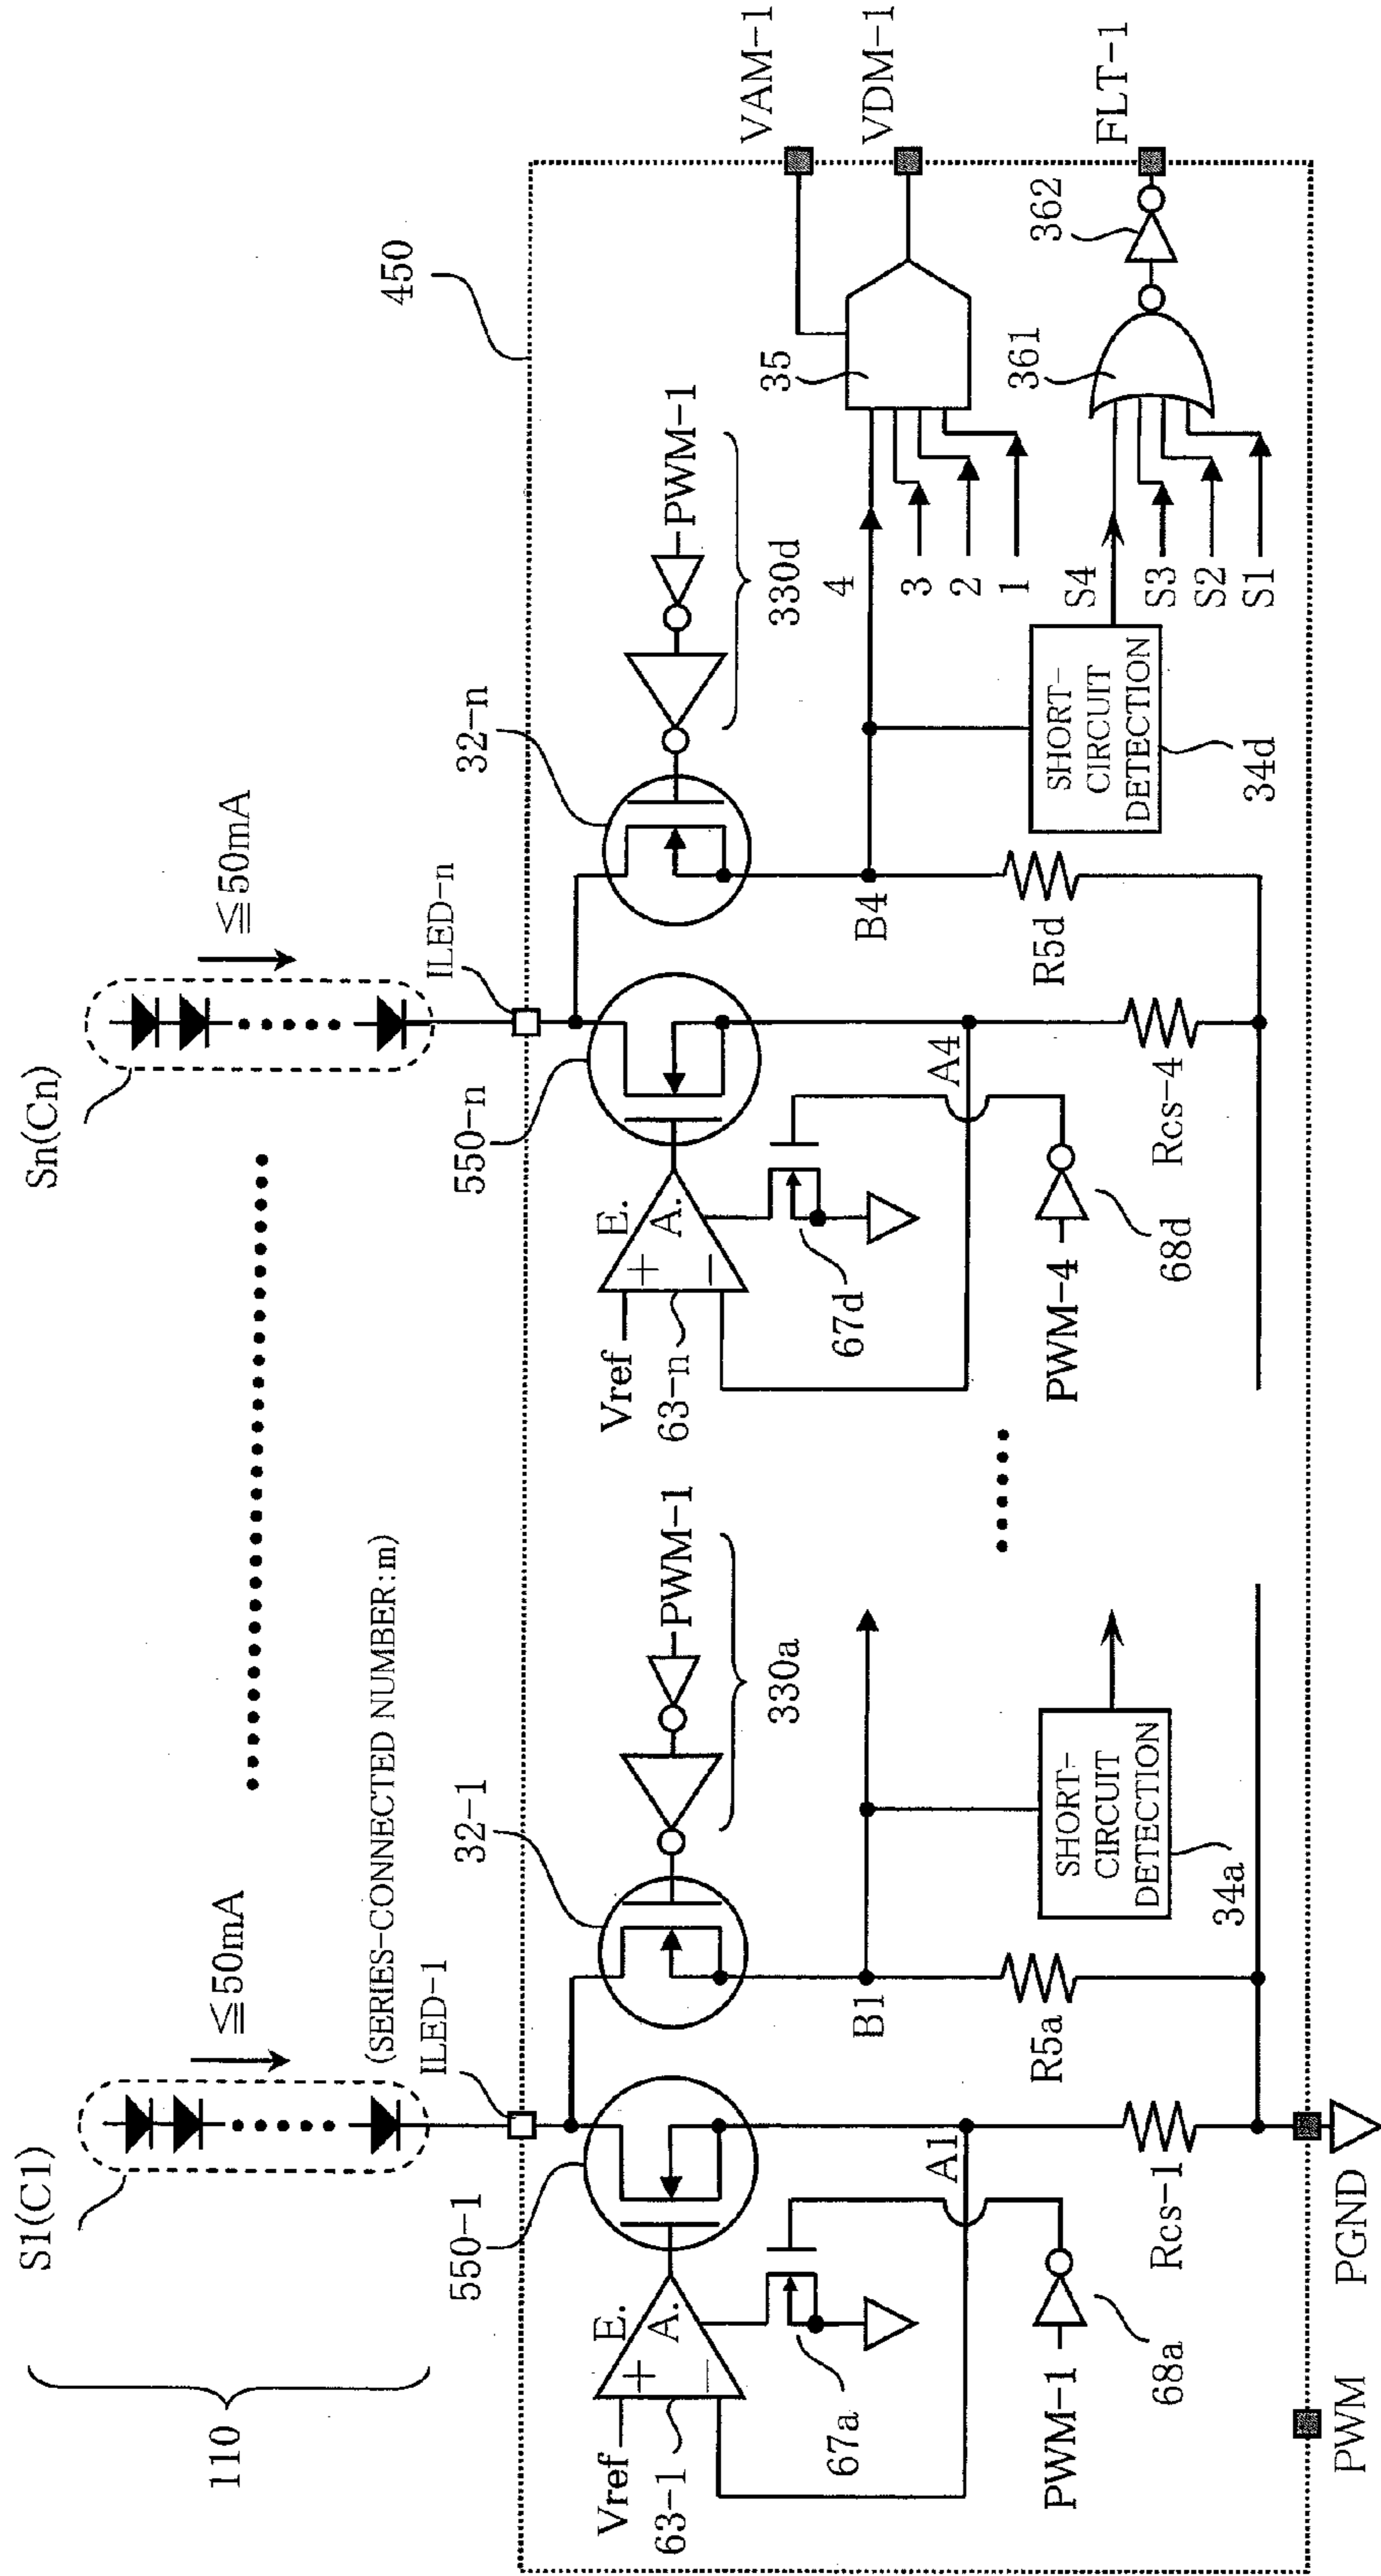 S1(C1)
Sn(Cn)
110
≦50mA
≦50mA
(SERIES-CONNECTED NUMBER:m)
ILED-1
ILED-n
450
550-1
32-1
550-n
32-n
E.
A.
+
−
Vref
63-1
PWM-1
330a
E.
A.
+
−
Vref
63-n
PWM-1
330d
VAM-1
VDM-1
FLT-1
35
4
3
2
1
67a
67d
B1
B4
A1
A4
PWM-1
68a
PWM-4
68d
Rcs-1
R5a
Rcs-4
R5d
SHORT-
CIRCUIT
DETECTION
34a
SHORT-
CIRCUIT
DETECTION
34d
S4
S3
S2
S1
361
362
PWM
PGND